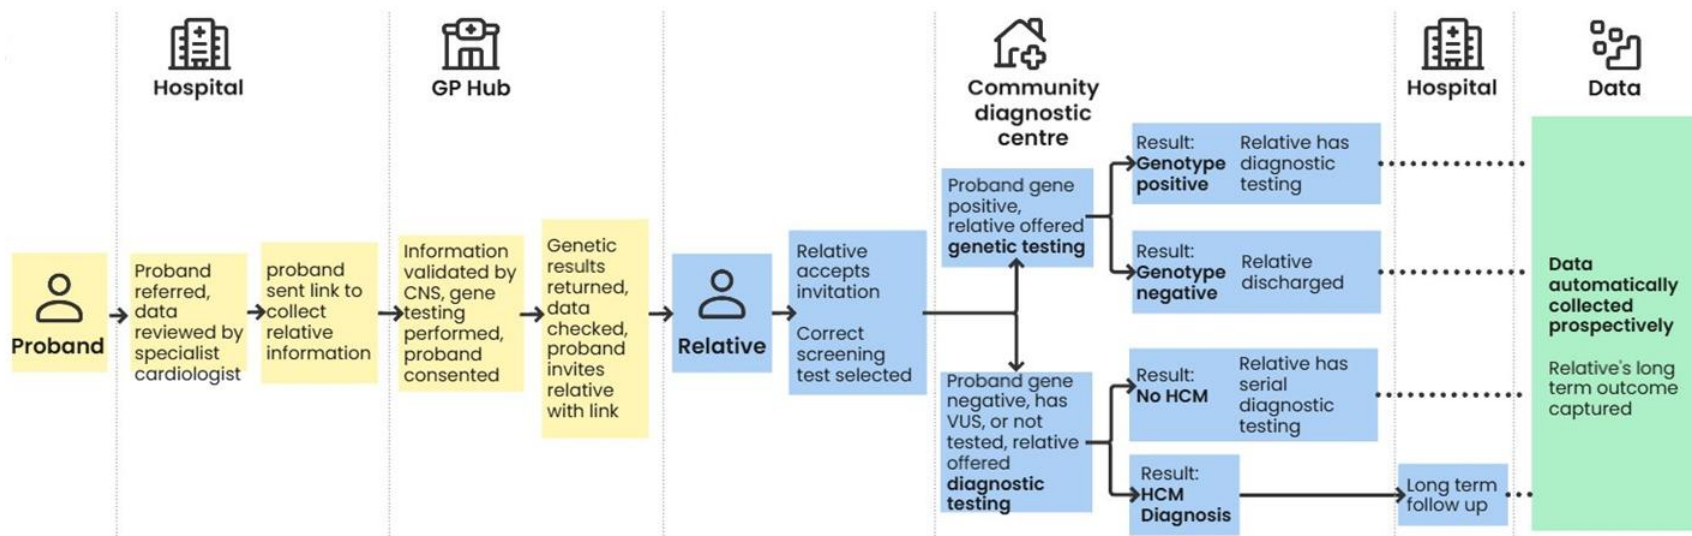 Hospital
GP Hub
Community
diagnostic
centre
Hospital
Data
Proband
Proband
referred,
data
reviewed by
specialist
cardiologist
proband
sent link to
collect
relative
information
Information
validated by
CNS, gene
testing
performed,
proband
consented
Genetic
results
returned,
data
checked,
proband
invites
relative
with link
Relative
Relative
accepts
invitation
Correct
screening
test selected
Proband gene
positive,
relative offered
genetic testing
Result:
Genotype
positive
Relative has
diagnostic
testing
Result:
Genotype
negative
Relative
discharged
Proband gene
negative, has
VUS, or not
tested, relative
offered
diagnostic
testing
Result:
No HCM
Relative has
serial
diagnostic
testing
Result:
HCM
Diagnosis
Long term
follow up
Data
automatically
collected
prospectively
Relative's long
term outcome
captured